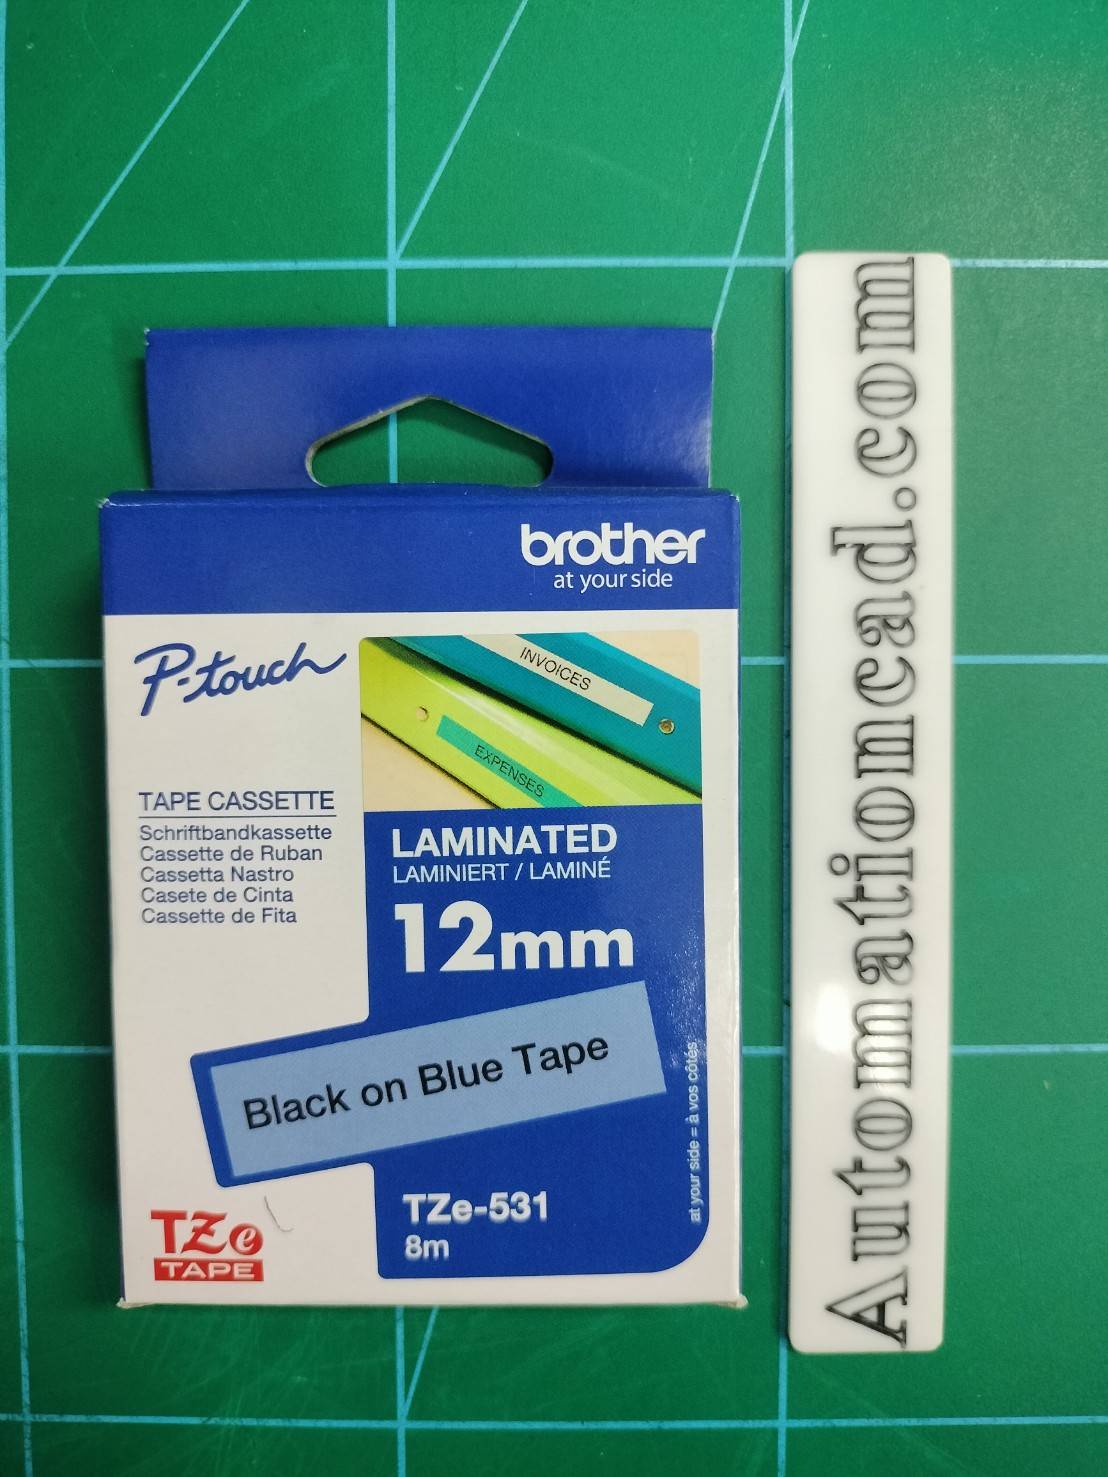 brother
at your side
P-touch
INVOICES
EXPENSES
TAPE CASSETTE
Schriftbandkassette
Cassette de Ruban
Cassetta Nastro
Casete de Cinta
Cassette de Fita
LAMINATED
LAMINIERT / LAMINÉ
12mm
Black on Blue Tape
at your side = à vos côtés
TZe-531
8m
TZe
TAPE
Automationcad.com